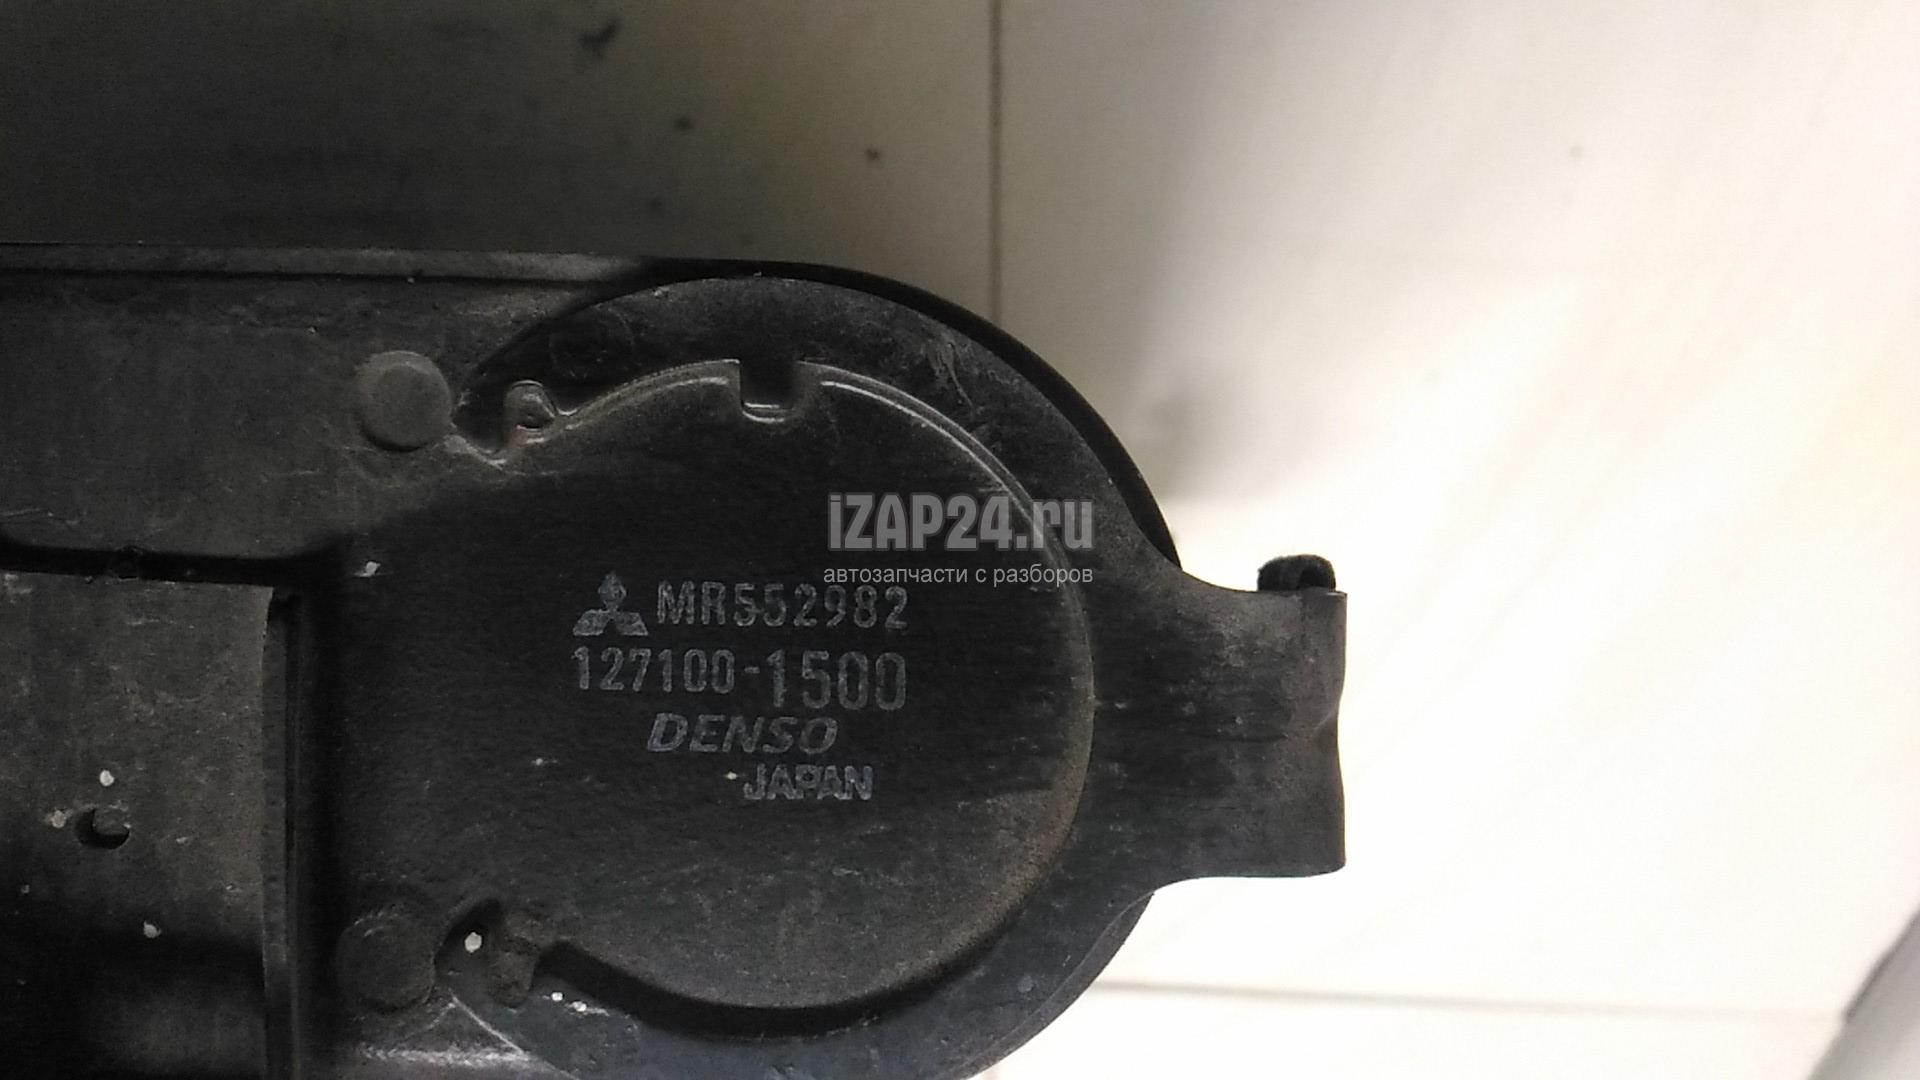 iZAP24.ru
автозапчасти с разборов
MR552982
127100-1500
DENSO
JAPAN